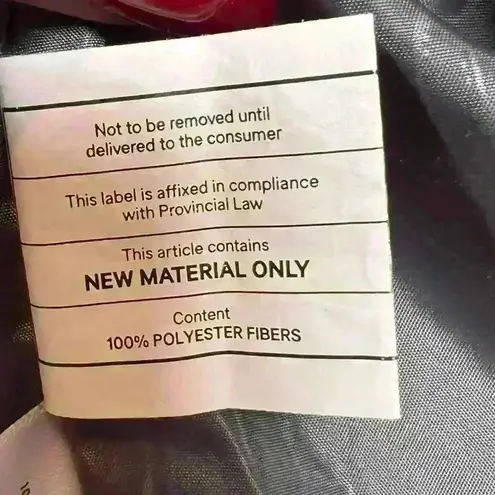 Not to be removed until
delivered to the consumer
This label is affixed in compliance
with Provincial Law
This article contains
NEW MATERIAL ONLY
Content
100% POLYESTER FIBERS